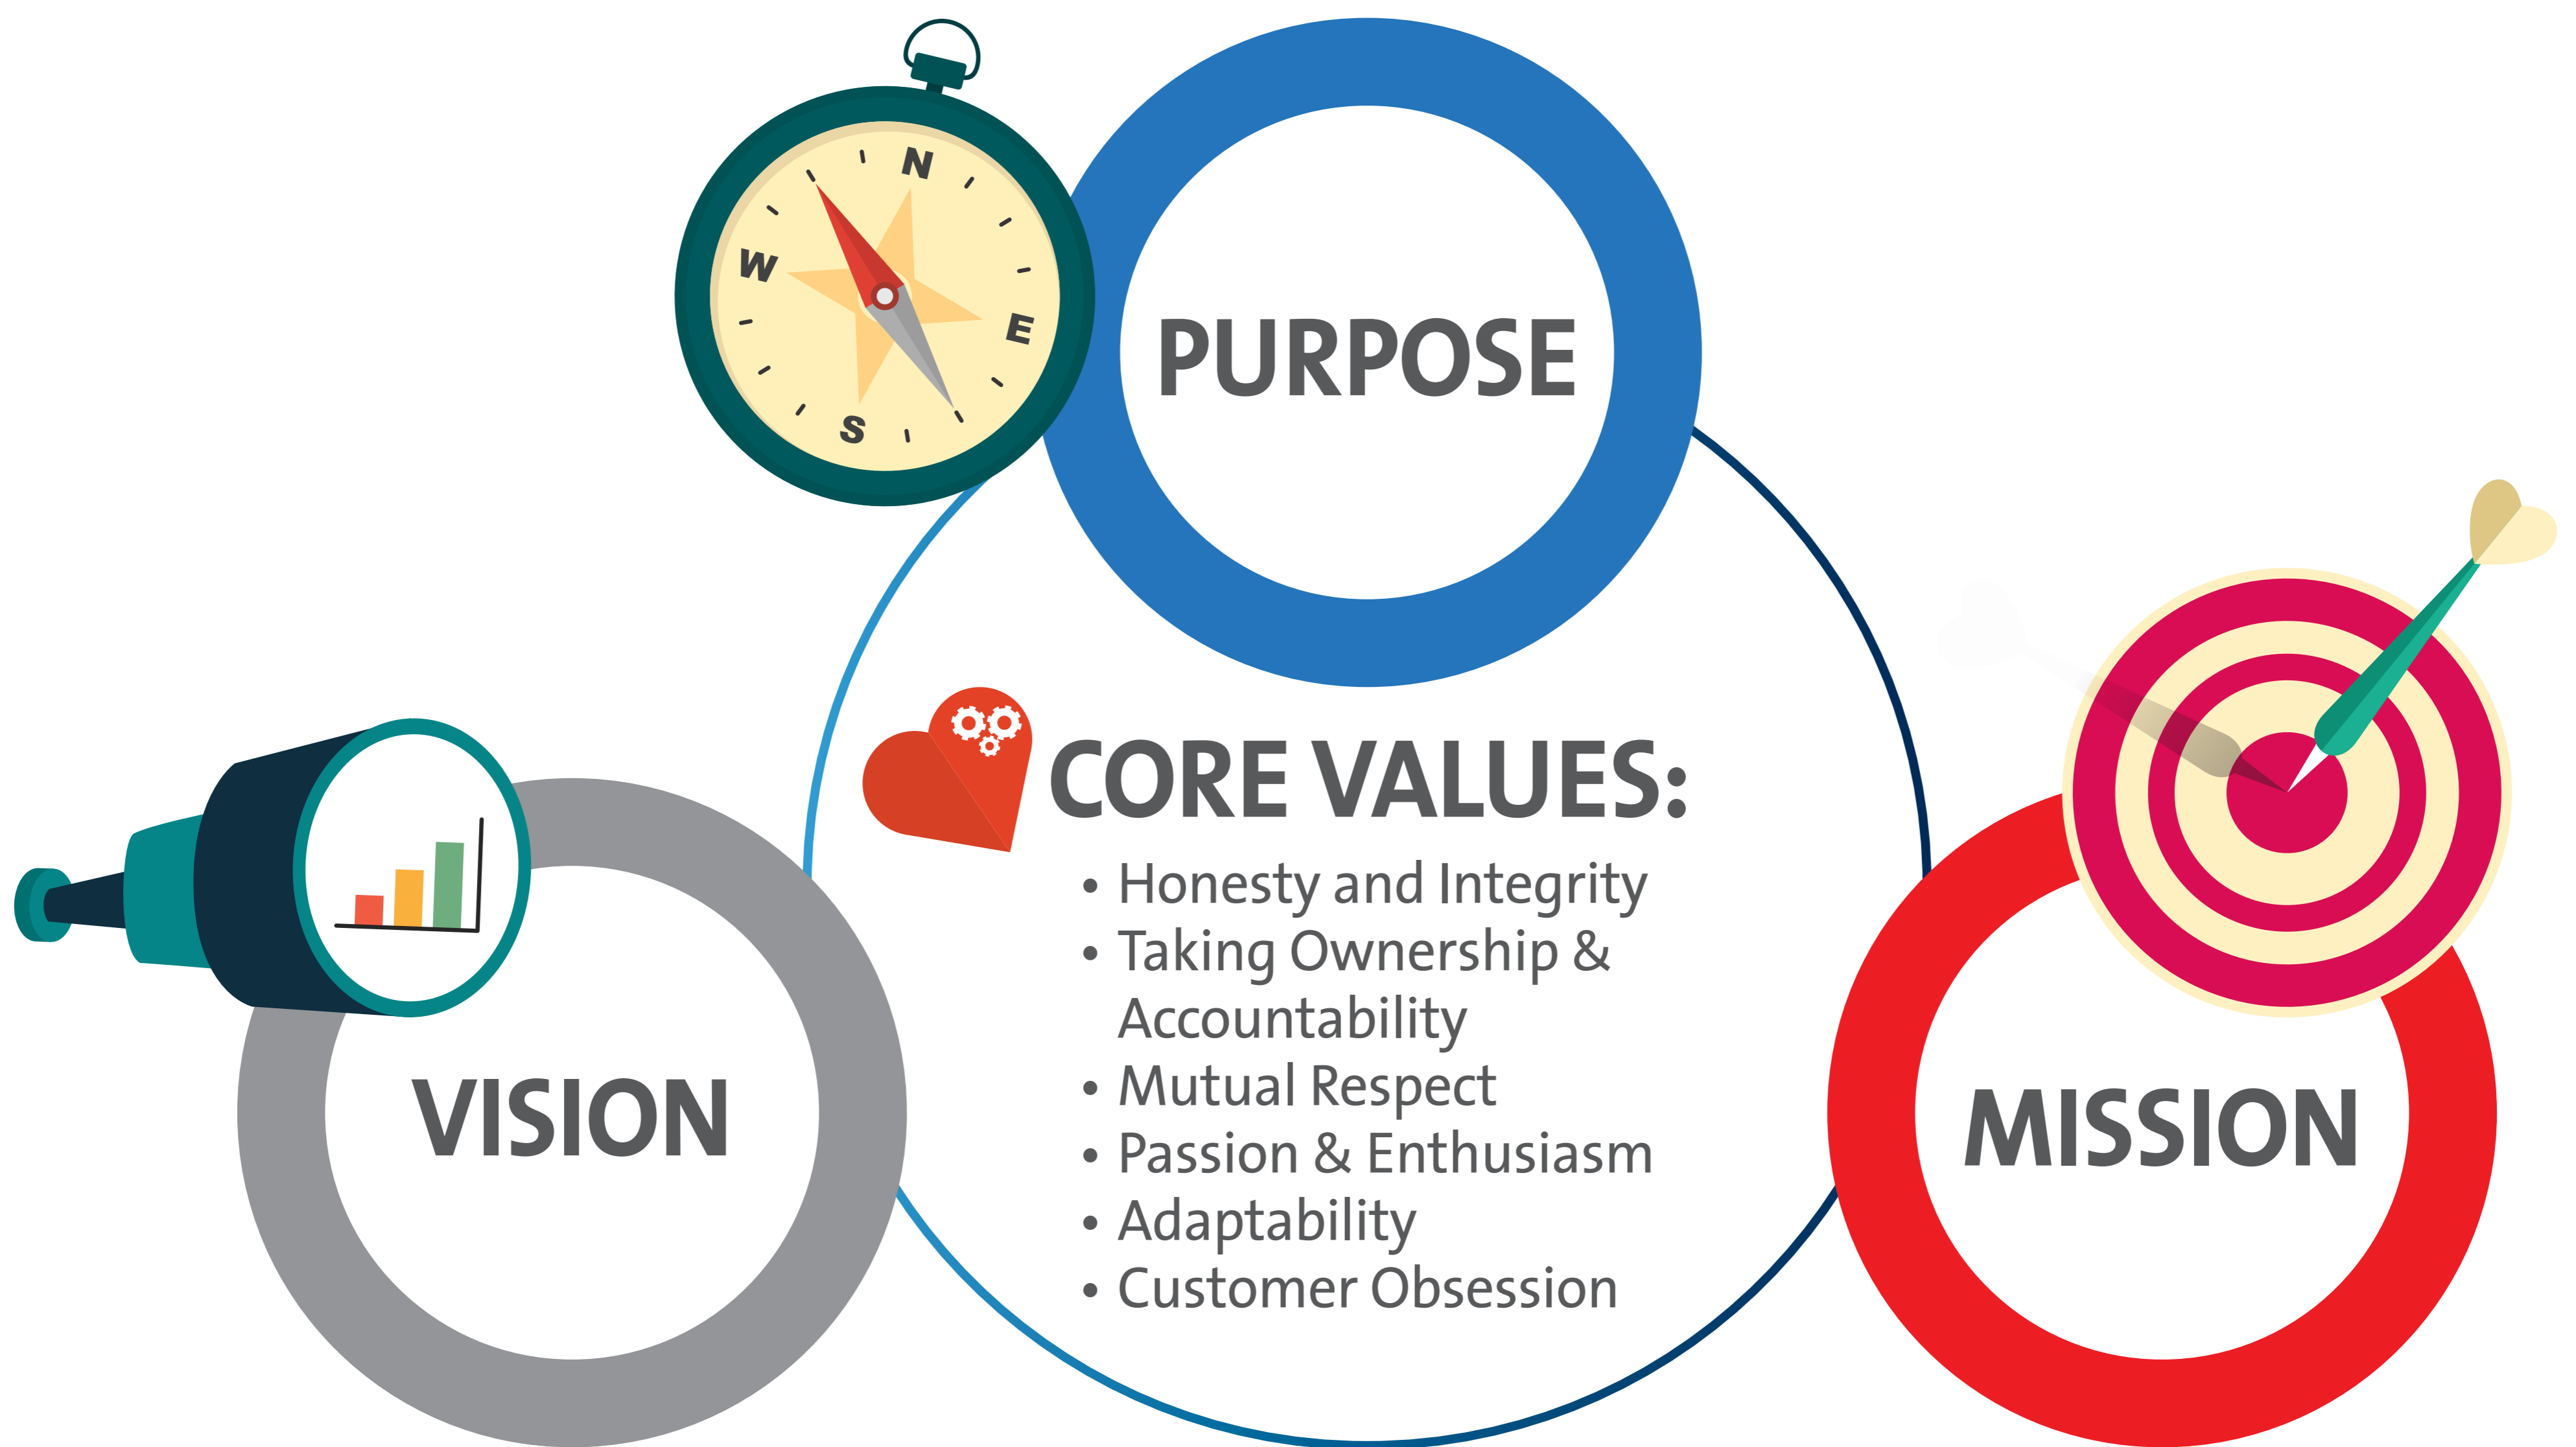 N
W
E
S
PURPOSE
CORE VALUES:
• Honesty and Integrity
• Taking Ownership &
Accountability
• Mutual Respect
• Passion & Enthusiasm
• Adaptability
• Customer Obsession
VISION
MISSION